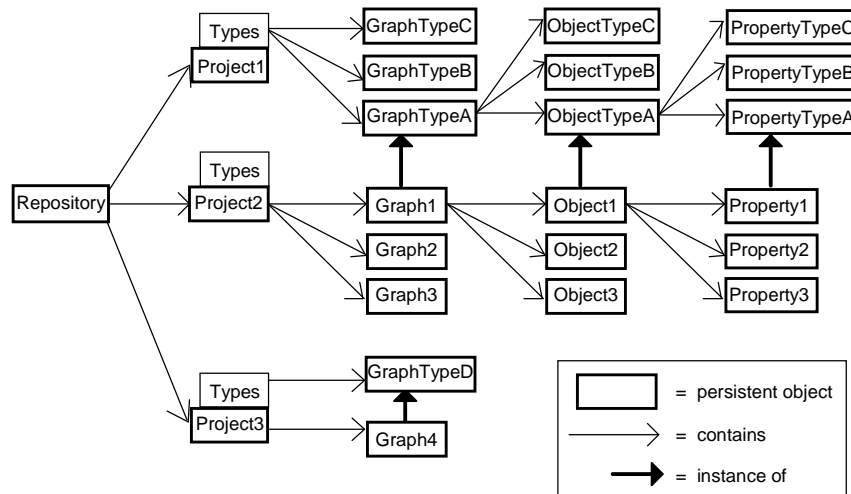 Types
Project1
GraphTypeC
GraphTypeB
GraphTypeA
ObjectTypeC
ObjectTypeB
ObjectTypeA
PropertyTypeC
PropertyTypeB
PropertyTypeA
Repository
Types
Project2
Graph1
Graph2
Graph3
Object1
Object2
Object3
Property1
Property2
Property3
Types
Project3
GraphTypeD
Graph4
= persistent object
= contains
= instance of